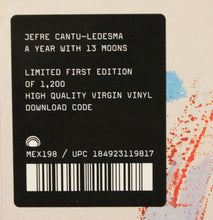 JEFRE CANTU-LEDESMA
A YEAR WITH 13 MOONS
LIMITED FIRST EDITION
OF 1,200
HIGH QUALITY VIRGIN VINYL
DOWNLOAD CODE
MEX198 / UPC 184923119817